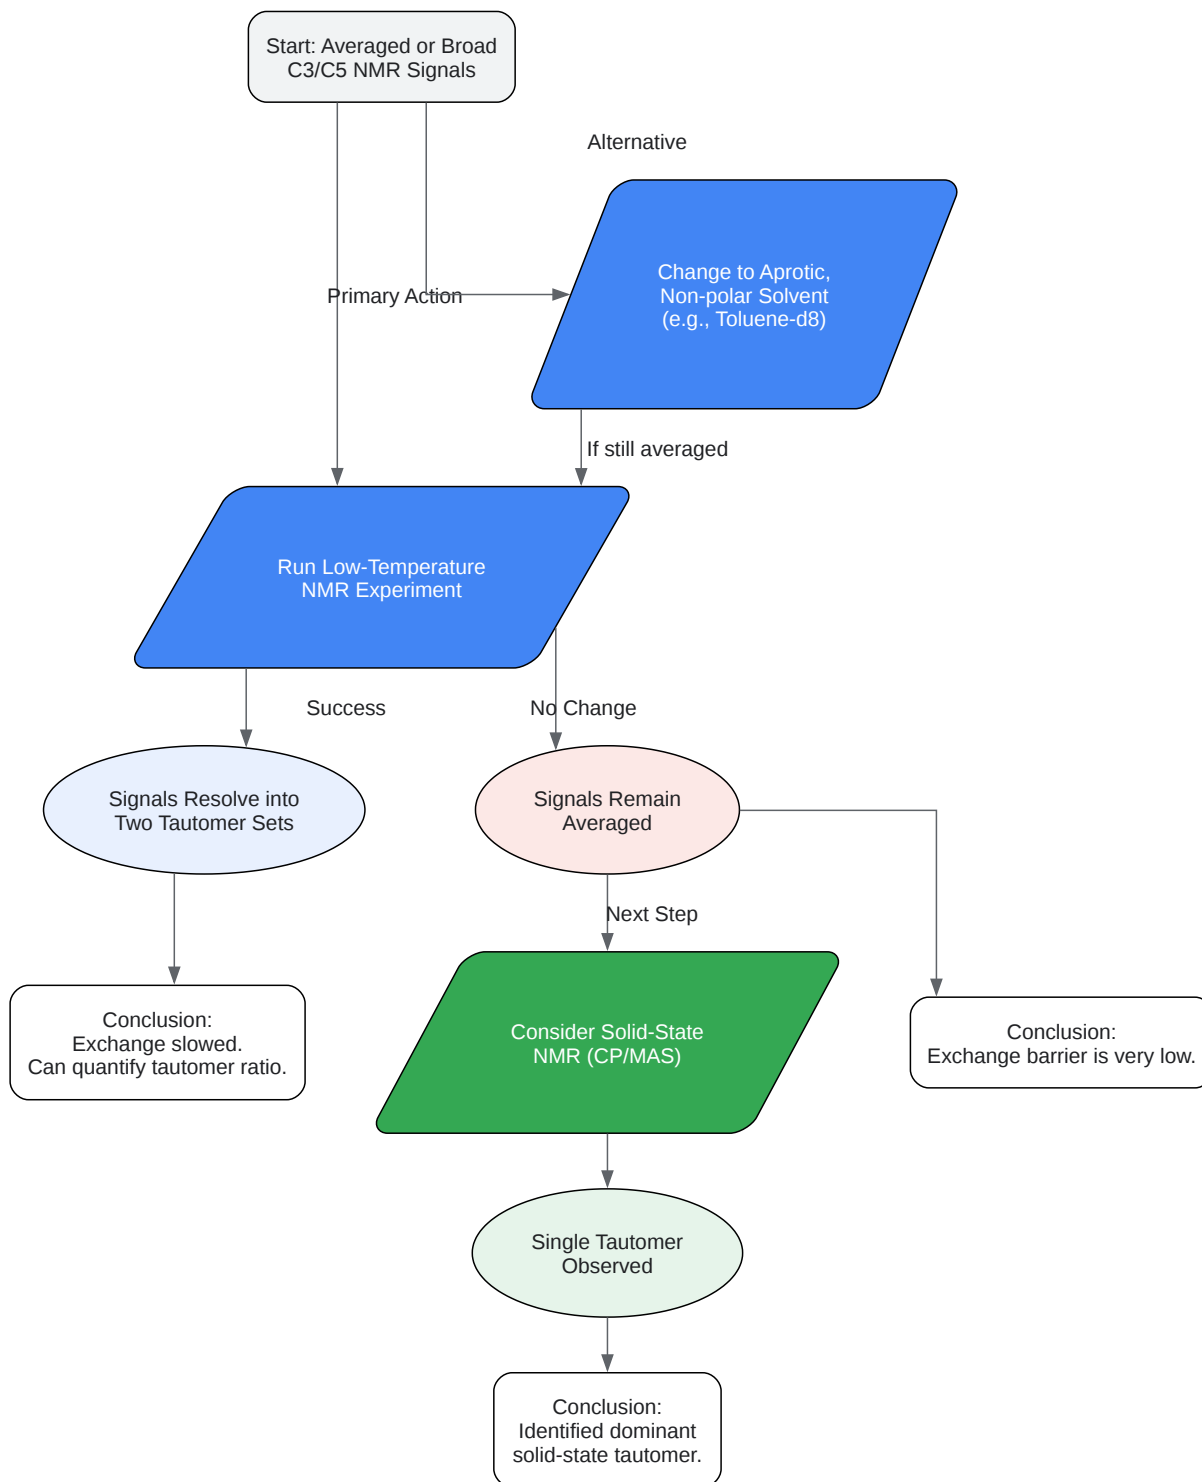 Start: Averaged or Broad
C3/C5 NMR Signals
Alternative
Change to Aprotic,
Non-polar Solvent
(e.g., Toluene-d8)
Primary Action
If still averaged
Run Low-Temperature
NMR Experiment
Success
No Change
Signals Resolve into
Two Tautomer Sets
Signals Remain
Averaged
Next Step
Conclusion:
Exchange slowed.
Can quantify tautomer ratio.
Consider Solid-State
NMR (CP/MAS)
Conclusion:
Exchange barrier is very low.
Single Tautomer
Observed
Conclusion:
Identified dominant
solid-state tautomer.